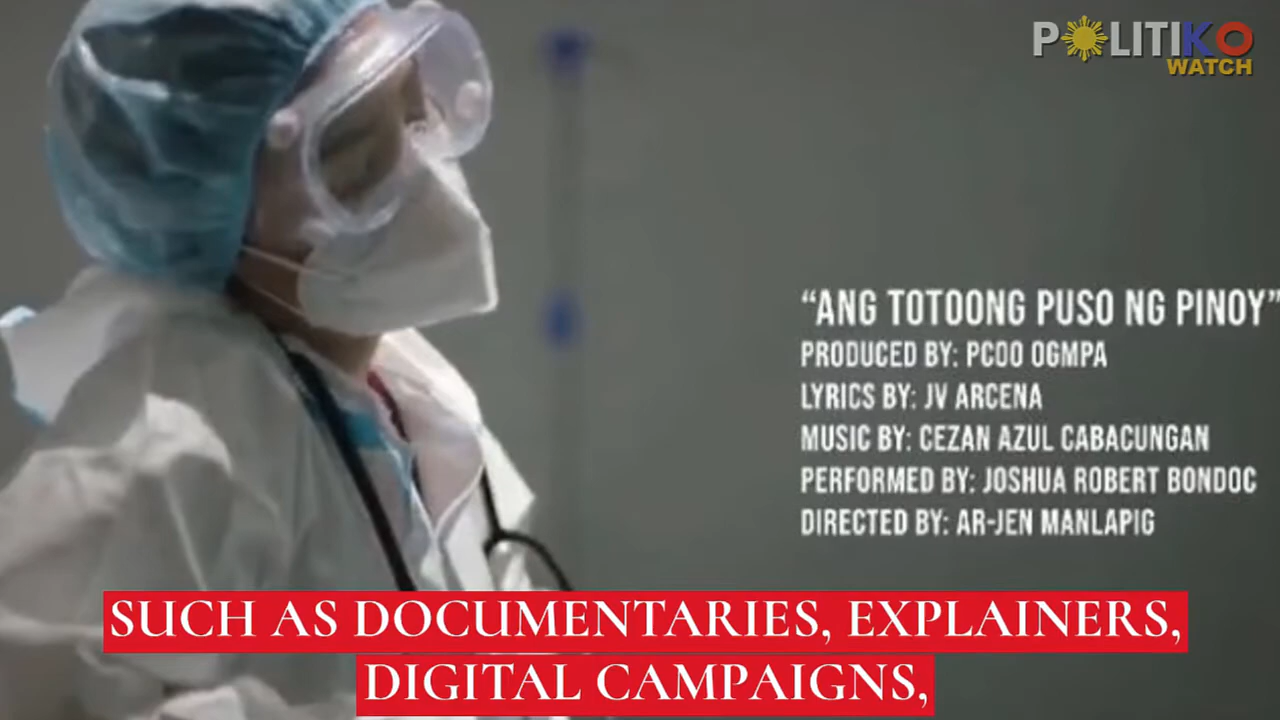 POLITIKO
WATCH
“ANG TOTOONG PUSO NG PINOY”
PRODUCED BY: PCOO OGMPA
LYRICS BY: JV ARCENA
MUSIC BY: CEZAN AZUL CABACUNGAN
PERFORMED BY: JOSHUA ROBERT BONDOC
DIRECTED BY: AR-JEN MANLAPIG
SUCH AS DOCUMENTARIES, EXPLAINERS,
DIGITAL CAMPAIGNS,